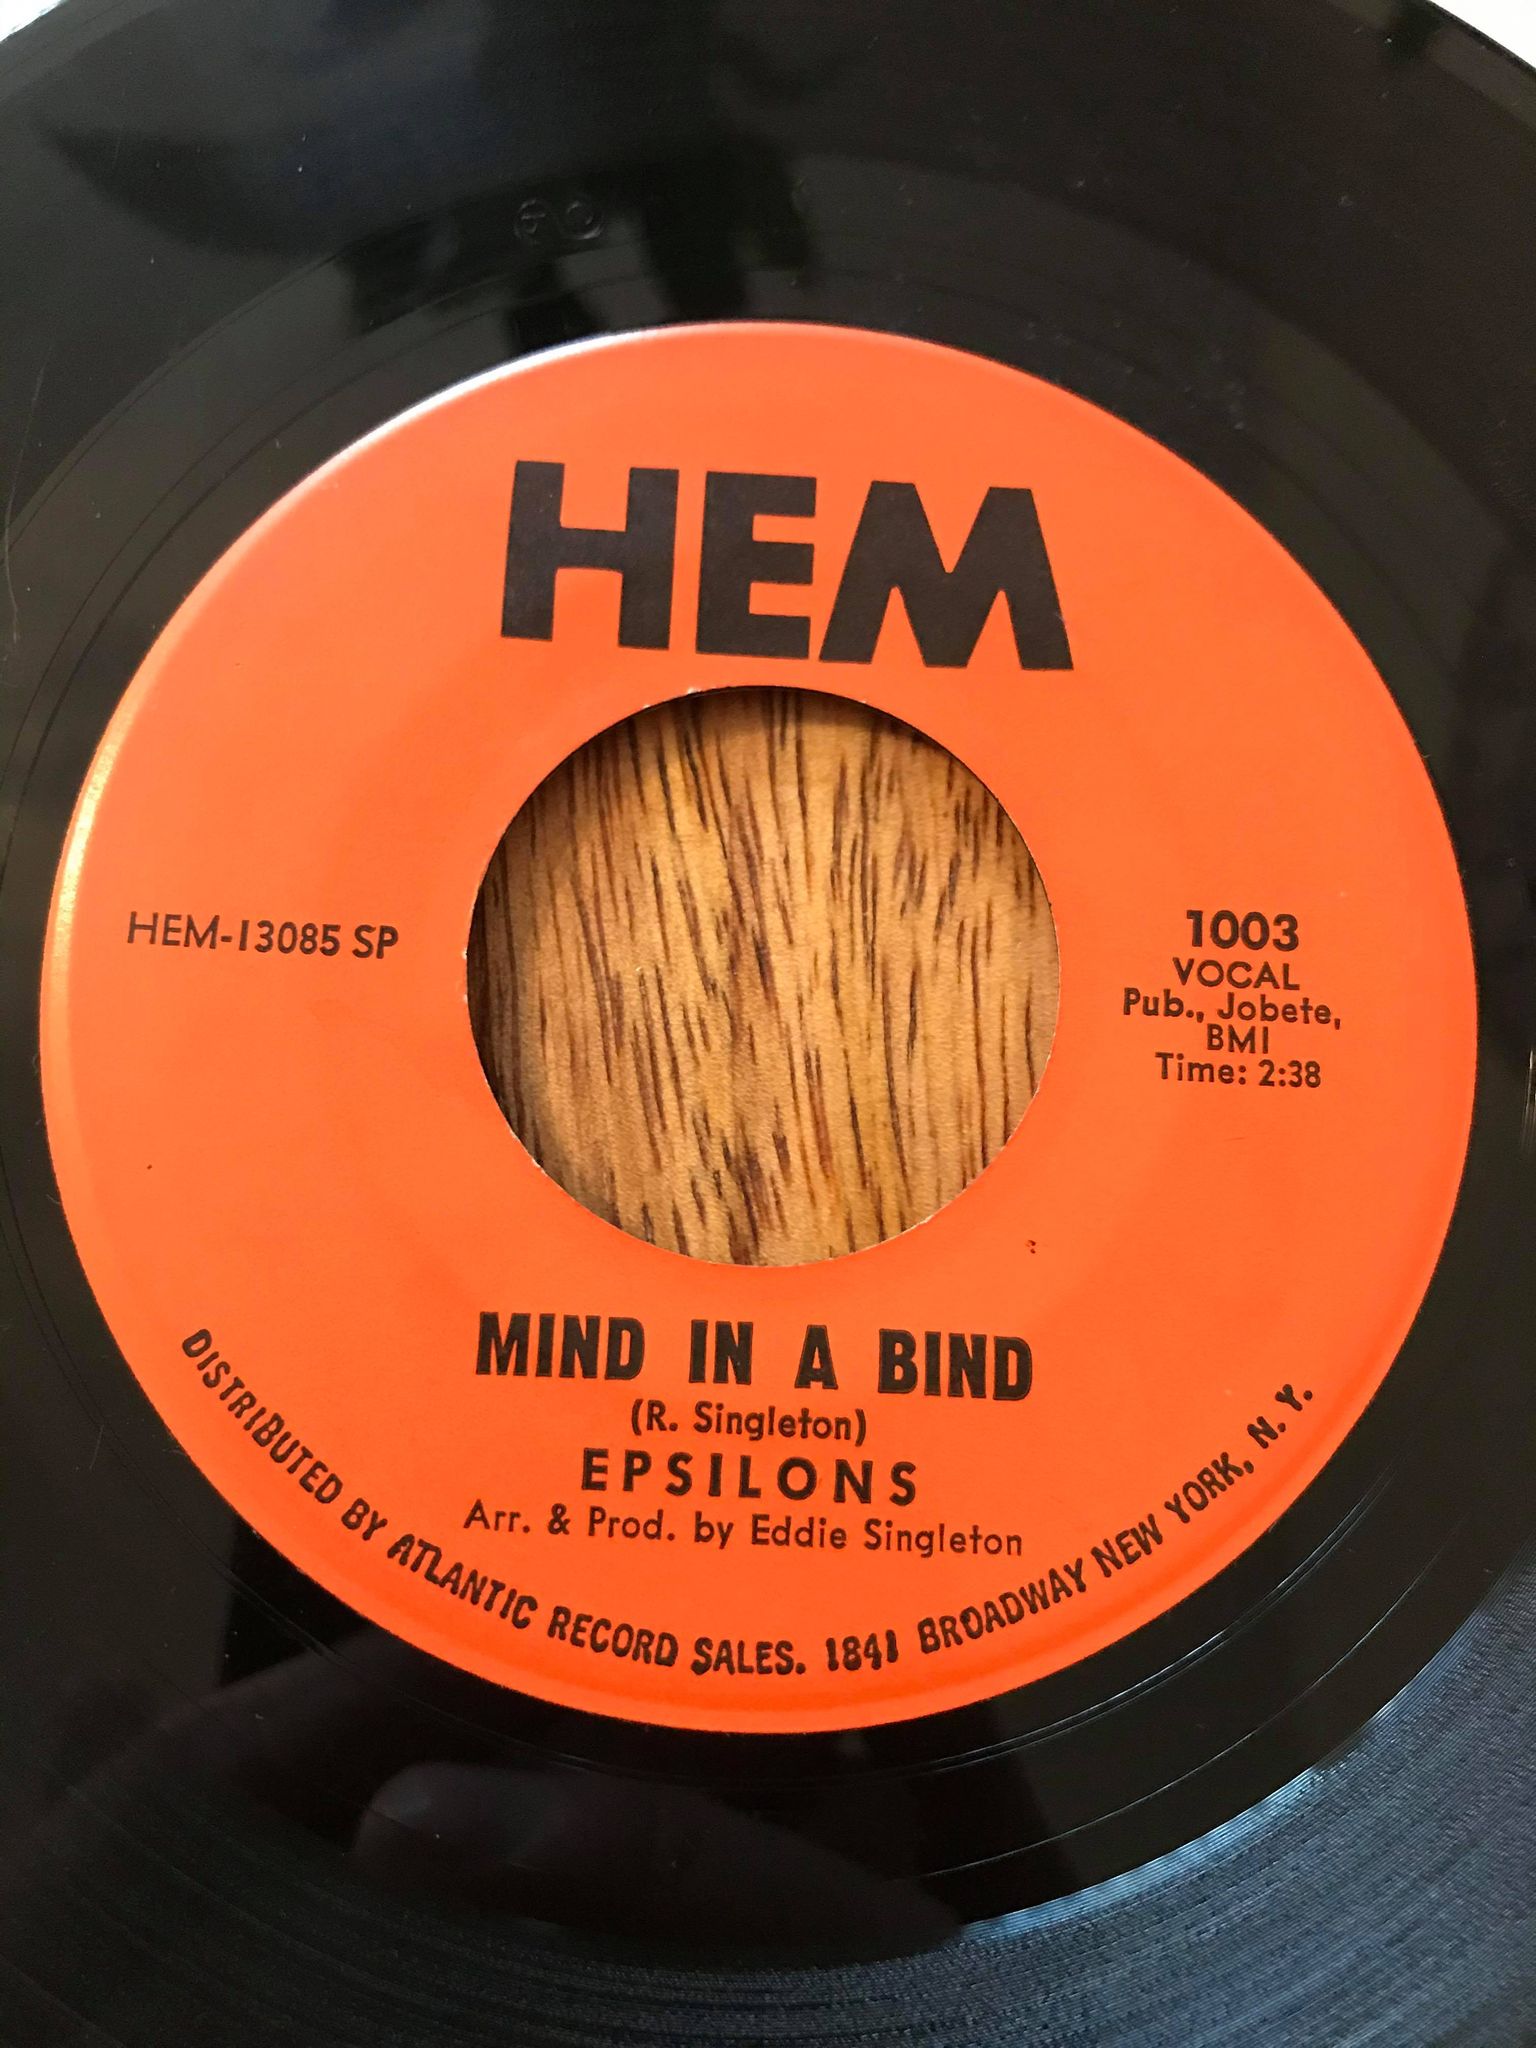 HEM
HEM-13085 SP
1003
VOCAL
Pub., Jobete,
BMI
Time: 2:38
MIND IN A BIND
(R. Singleton)
EPSILONS
Arr. & Prod. by Eddie Singleton
DISTRIBUTED BY ATLANTIC RECORD SALES. 1841 BROADWAY NEW YORK, N. Y.